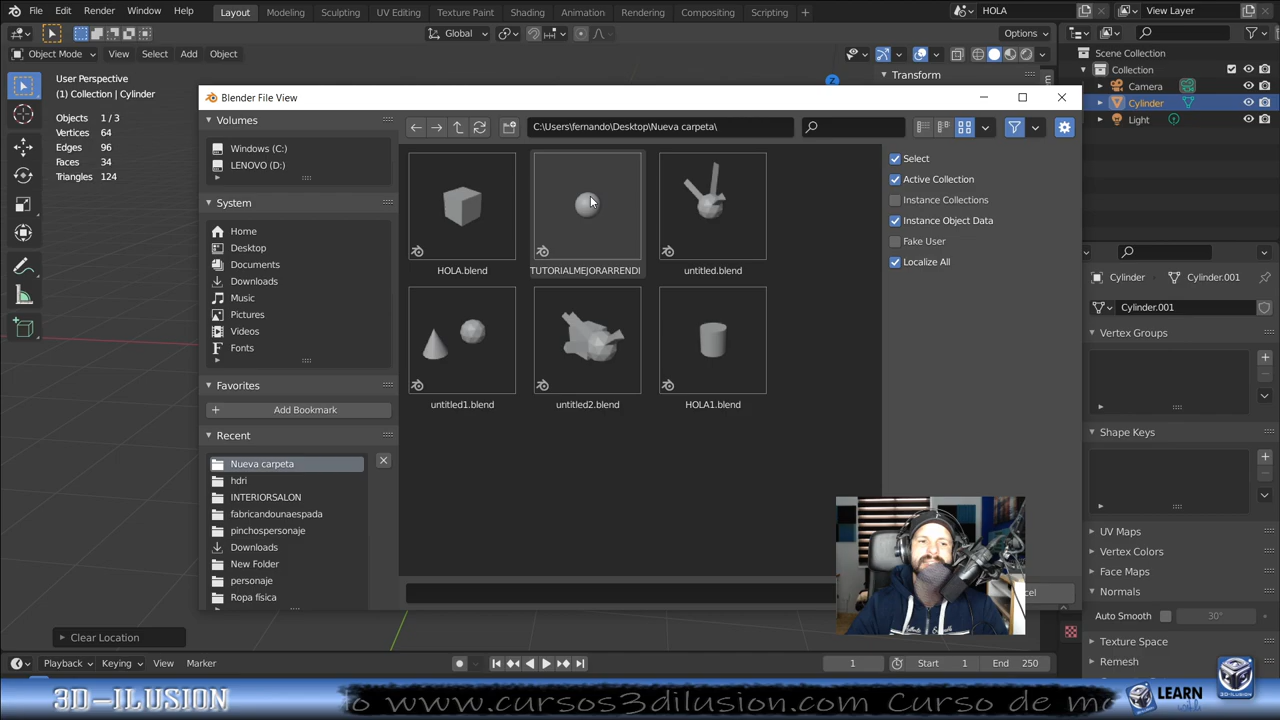 File Edit Render Window Help Layout Modeling Sculpting UV Editing Texture Paint Shading Animation Rendering Compositing Scripting + HOLA View Layer
Global Options
Object Mode View Select Add Object
User Perspective
(1) Collection | Cylinder
Objects 1 / 3
Vertices 64
Edges 96
Faces 34
Triangles 124
Transform
Scene Collection
Collection
Camera
Cylinder
Light
Blender File View
Volumes
Windows (C:)
LENOVO (D:)
System
Home
Desktop
Documents
Downloads
Music
Pictures
Videos
Fonts
Favorites
Add Bookmark
Recent
Nueva carpeta
hdri
INTERIORSALON
fabricandounaespada
pinchospersonaje
Downloads
New Folder
personaje
Ropa física
C:\Users\fernando\Desktop\Nueva carpeta\
HOLA.blend
TUTORIALMEJORARRENDI
untitled.blend
untitled1.blend
untitled2.blend
HOLA1.blend
Select
Active Collection
Instance Collections
Instance Object Data
Fake User
Localize All
Cylinder Cylinder.001
Cylinder.001
Vertex Groups
Shape Keys
UV Maps
Vertex Colors
Face Maps
Normals
Auto Smooth 30°
Texture Space
Remesh
Clear Location
Playback Keying View Marker 1 Start 1 End 250
3D-ILUSION
www.cursos3dilusion.com Curso de
LEARN